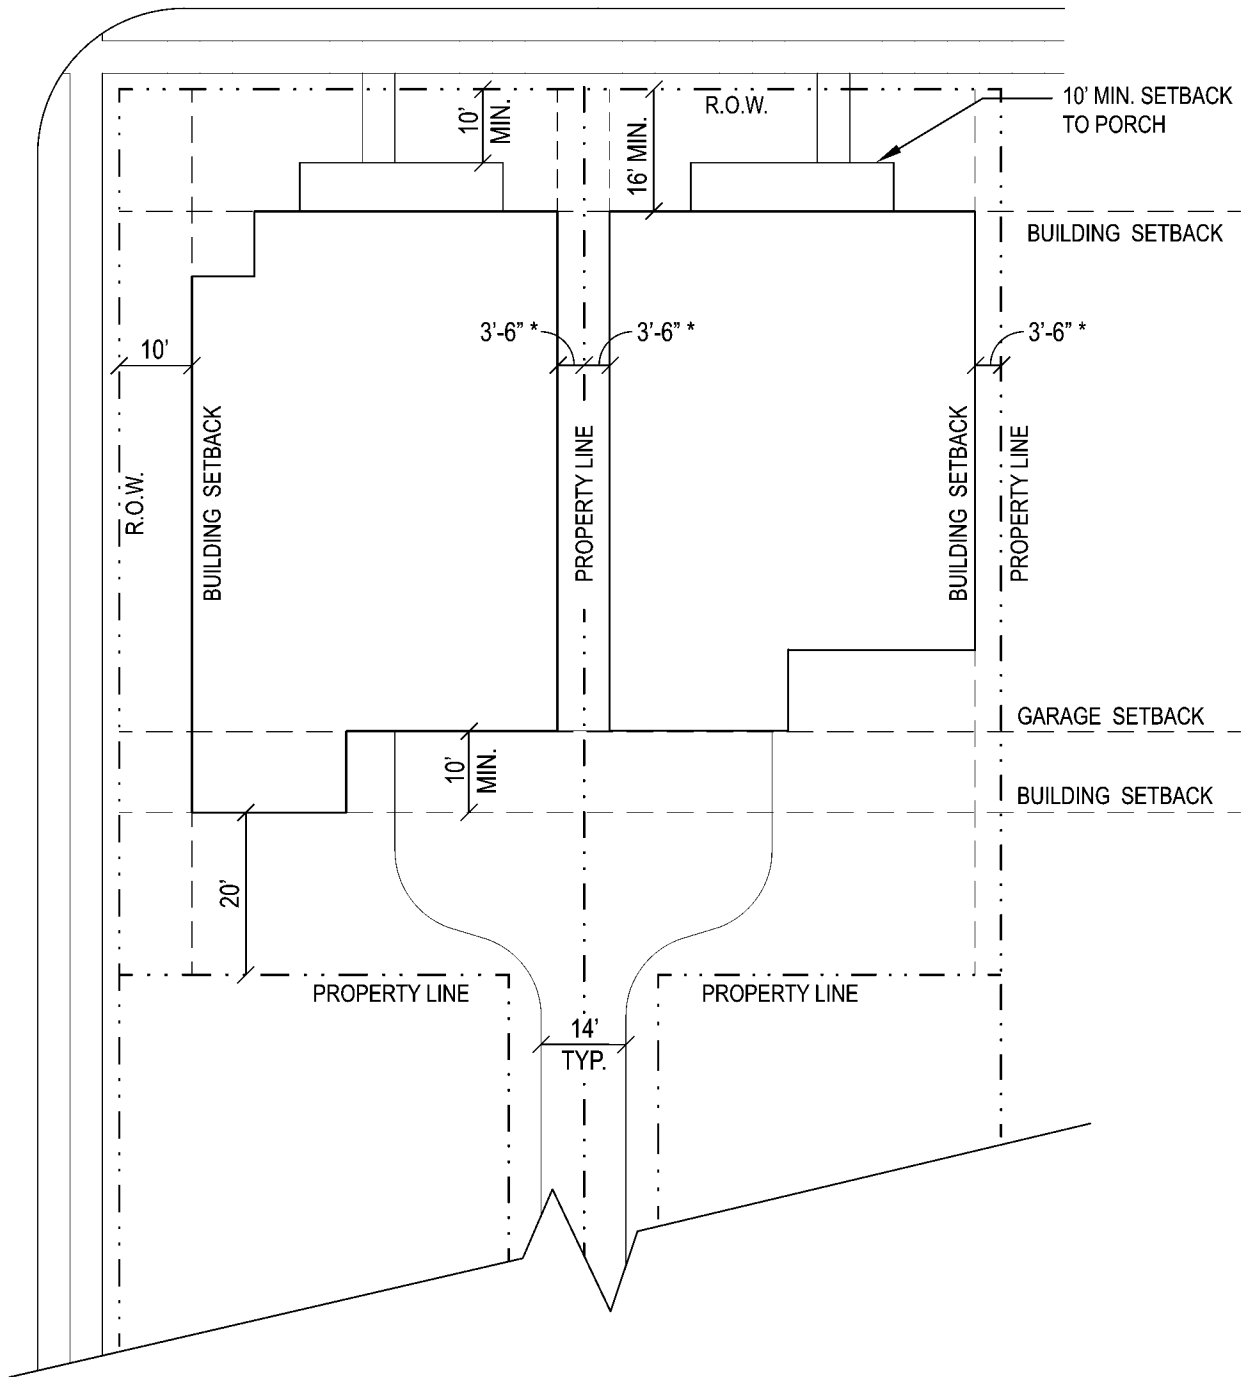 10' MIN. SETBACK
TO PORCH
R.O.W.
10'
MIN.
16' MIN.
BUILDING SETBACK
3'-6" *
3'-6" *
3'-6" *
10'
R.O.W.
BUILDING SETBACK
PROPERTY LINE
BUILDING SETBACK
PROPERTY LINE
GARAGE SETBACK
10'
MIN.
BUILDING SETBACK
20'
PROPERTY LINE
PROPERTY LINE
14'
TYP.